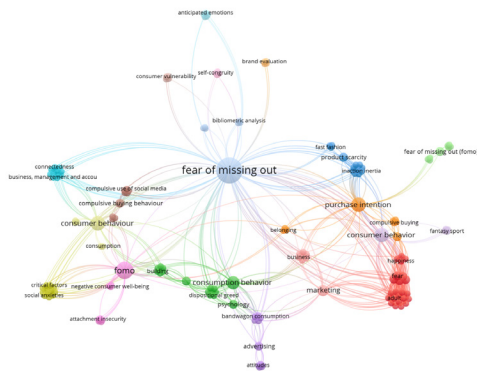 anticipated emotions
brand evaluation
self-congruity
consumer vulnerability
bibliometric analysis
fast fashion
fear of missing out (fomo)
product scarcity
connectedness
fear of missing out
inaction inertia
business, management and accou
compulsive use of social media
compulsive buying behaviour
purchase intention
consumer behaviour
compulsive buying
belonging
fantasy sport
consumer behavior
consumption
business
happiness
fomo
building
fear
critical factors
negative consumer well-being
consumption behavior
social anxieties
dispositional greed
marketing
adult
psychology
attachment insecurity
bandwagon consumption
advertising
attitudes